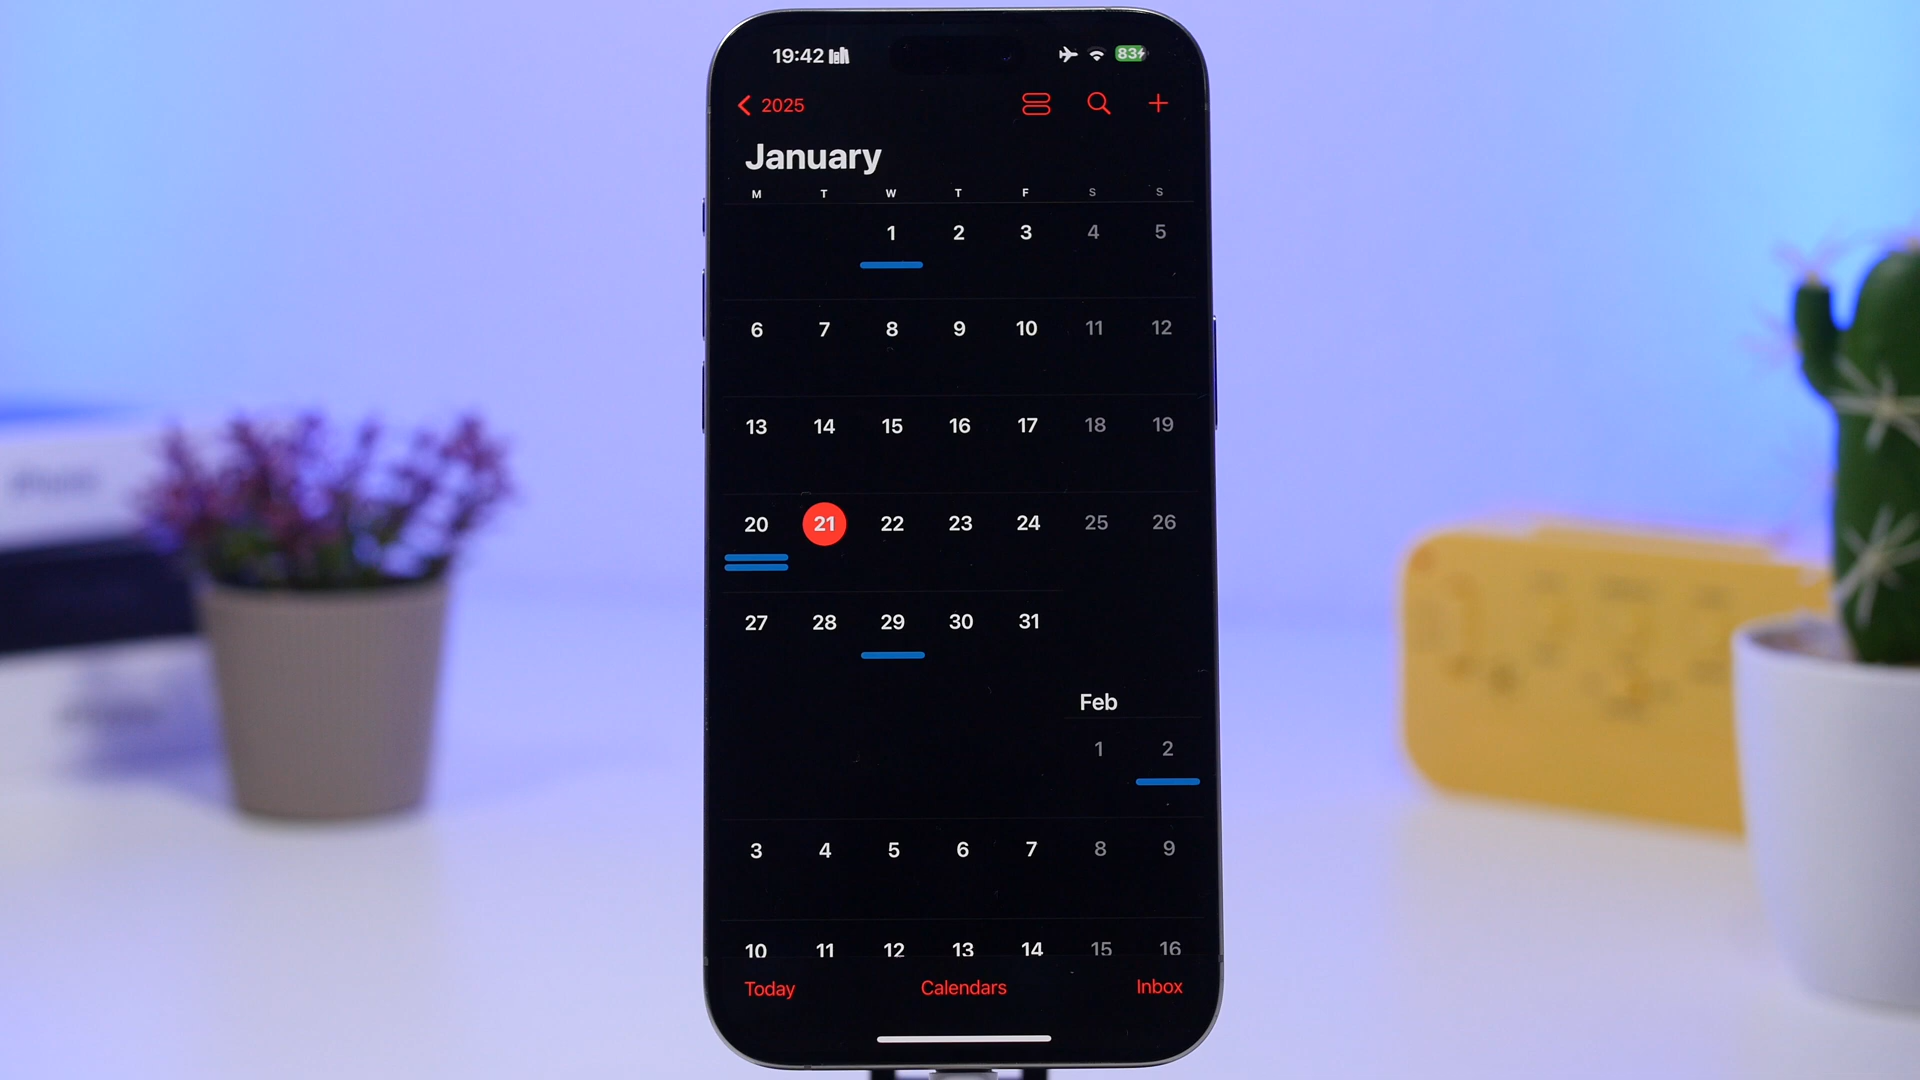 19:42 83
2025
January
M T W T F S S
1 2 3 4 5
6 7 8 9 10 11 12
13 14 15 16 17 18 19
20 21 22 23 24 25 26
27 28 29 30 31
Feb
1 2
3 4 5 6 7 8 9
10 11 12 13 14 15 16
Today Calendars Inbox